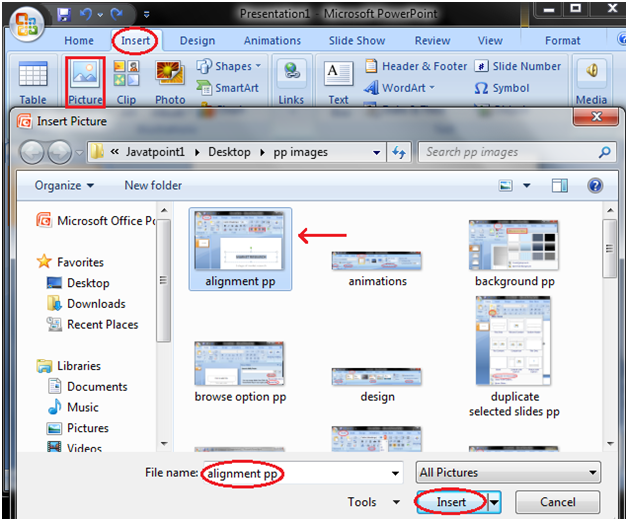 Presentation1 - Microsoft PowerPoint
Home Insert Design Animations Slide Show Review View Format
Shapes Header & Footer # Slide Number
SmartArt WordArt Symbol
Table Picture Clip Photo Links Text Media
Insert Picture
« Javatpoint1 Desktop pp images Search pp images
Organize New folder
Microsoft Office Po
Favorites
Desktop
Downloads
Recent Places
Libraries
Documents
Music
Pictures
Videos
alignment pp animations background pp
browse option pp design duplicate
selected slides pp
File name: alignment pp All Pictures
Tools Insert Cancel